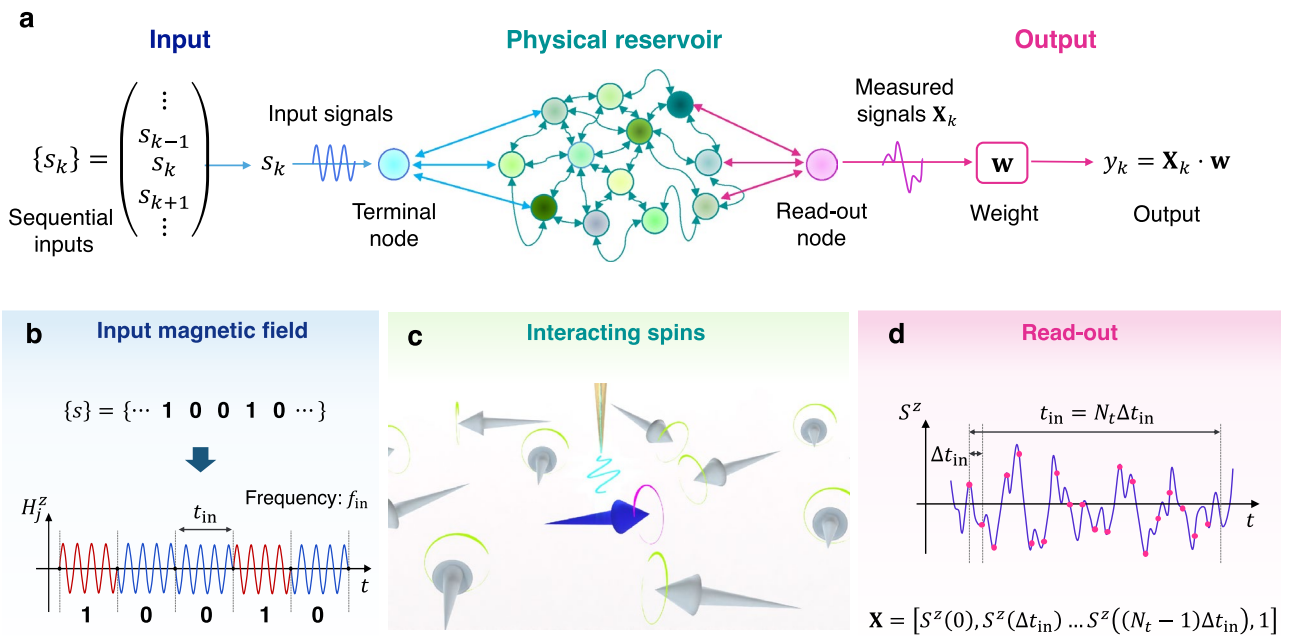 a
Input
Physical reservoir
Output
{s_k} =
⋮
s_{k−1}
s_k
s_{k+1}
⋮
Sequential
inputs
s_k
Input signals
Terminal
node
Read-out
node
Measured
signals X_k
w
Weight
y_k = X_k · w
Output
b
Input magnetic field
{s} = {⋯ 1 0 0 1 0 ⋯}
Frequency: f_in
H_j^z
t_in
t
1 0 0 1 0
c
Interacting spins
d
Read-out
S^z
t_in = N_tΔt_in
Δt_in
t
X = [S^z(0), S^z(Δt_in) … S^z((N_t − 1)Δt_in), 1]